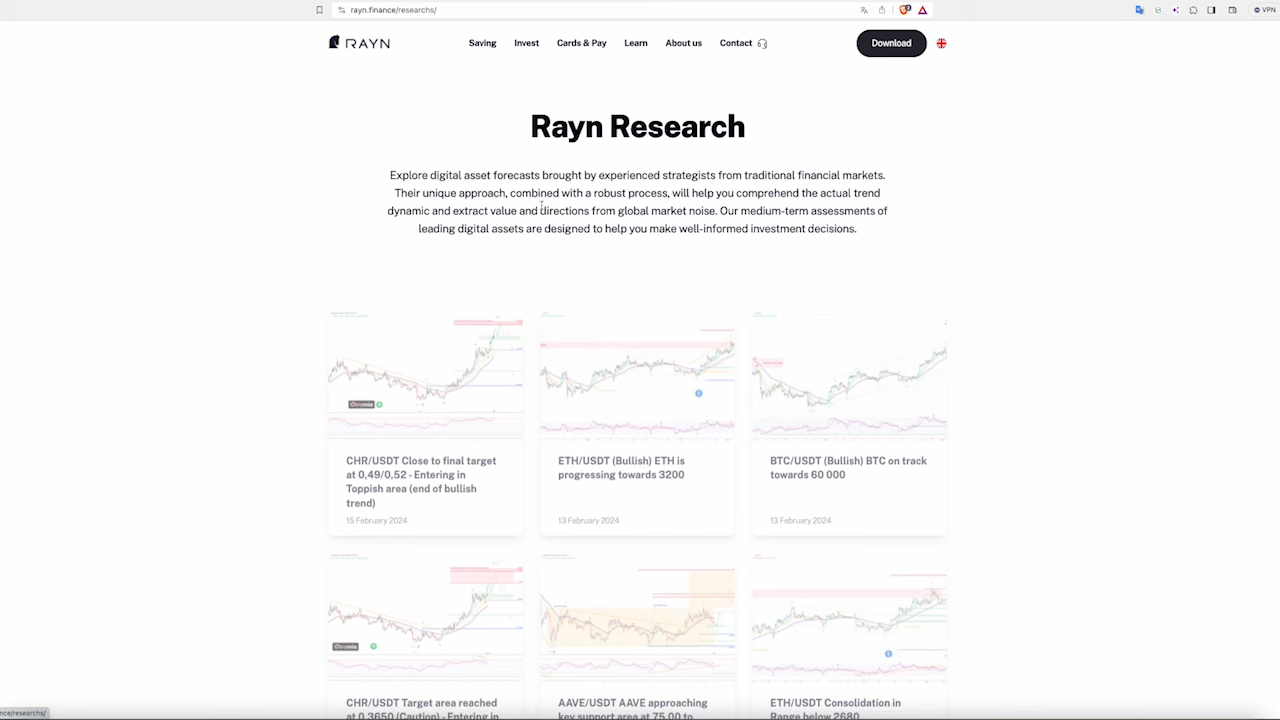 rayn.finance/researchs/
VPN
RAYN
Saving
Invest
Cards & Pay
Learn
About us
Contact
Download
Rayn Research
Explore digital asset forecasts brought by experienced strategists from traditional financial markets.
Their unique approach, combined with a robust process, will help you comprehend the actual trend
dynamic and extract value and directions from global market noise. Our medium-term assessments of
leading digital assets are designed to help you make well-informed investment decisions.
Chromia
CHR/USDT Close to final target
at 0,49/0,52 - Entering in
Toppish area (end of bullish
trend)
15 February 2024
ETH/USDT (Bullish) ETH is
progressing towards 3200
13 February 2024
BTC/USDT (Bullish) BTC on track
towards 60 000
13 February 2024
Chromia
CHR/USDT Target area reached
at 0,3650 (Caution) - Entering in
AAVE/USDT AAVE approaching
key support area at 75.00 to
ETH/USDT Consolidation in
Range below 2680
nce/researchs/